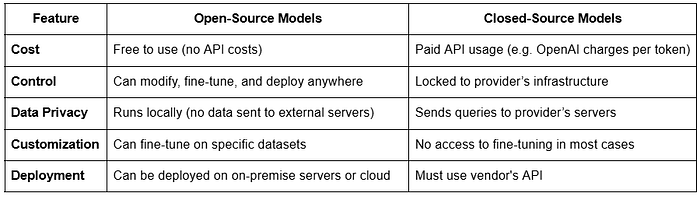 Feature Open-Source Models Closed-Source Models
Cost Free to use (no API costs) Paid API usage (e.g. OpenAI charges per token)
Control Can modify, fine-tune, and deploy anywhere Locked to provider's infrastructure
Data Privacy Runs locally (no data sent to external servers) Sends queries to provider's servers
Customization Can fine-tune on specific datasets No access to fine-tuning in most cases
Deployment Can be deployed on on-premise servers or cloud Must use vendor's API